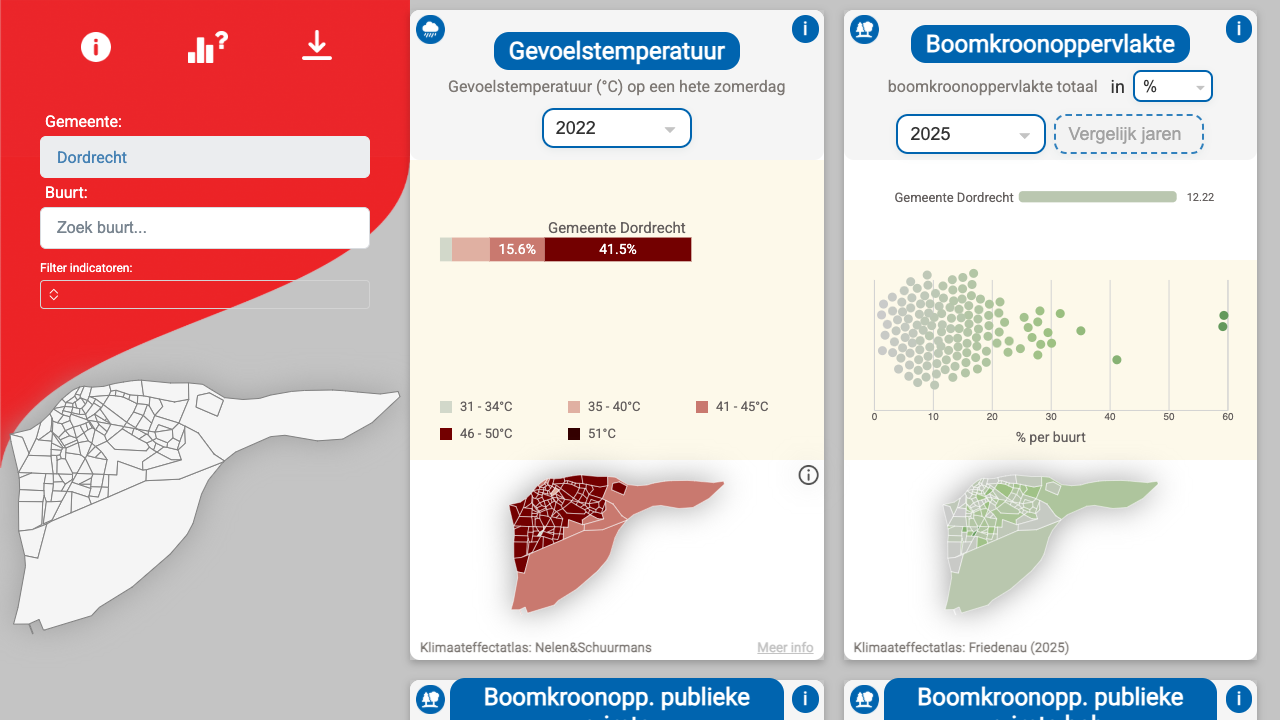 Gemeente:
Dordrecht
Buurt:
Zoek buurt...
Filter indicatoren:
Gevoelstemperatuur
Gevoelstemperatuur (°C) op een hete zomerdag
2022
Gemeente Dordrecht
15.6%
41.5%
31 - 34°C
35 - 40°C
41 - 45°C
46 - 50°C
51°C
Klimaateffectatlas: Nelen&Schuurmans
Meer info
Boomkroonoppervlakte
boomkroonoppervlakte totaal in %
2025
Vergelijk jaren
Gemeente Dordrecht 12.22
0 10 20 30 40 50 60
% per buurt
Klimaateffectatlas: Friedenau (2025)
Boomkroonopp. publieke
Boomkroonopp. publieke